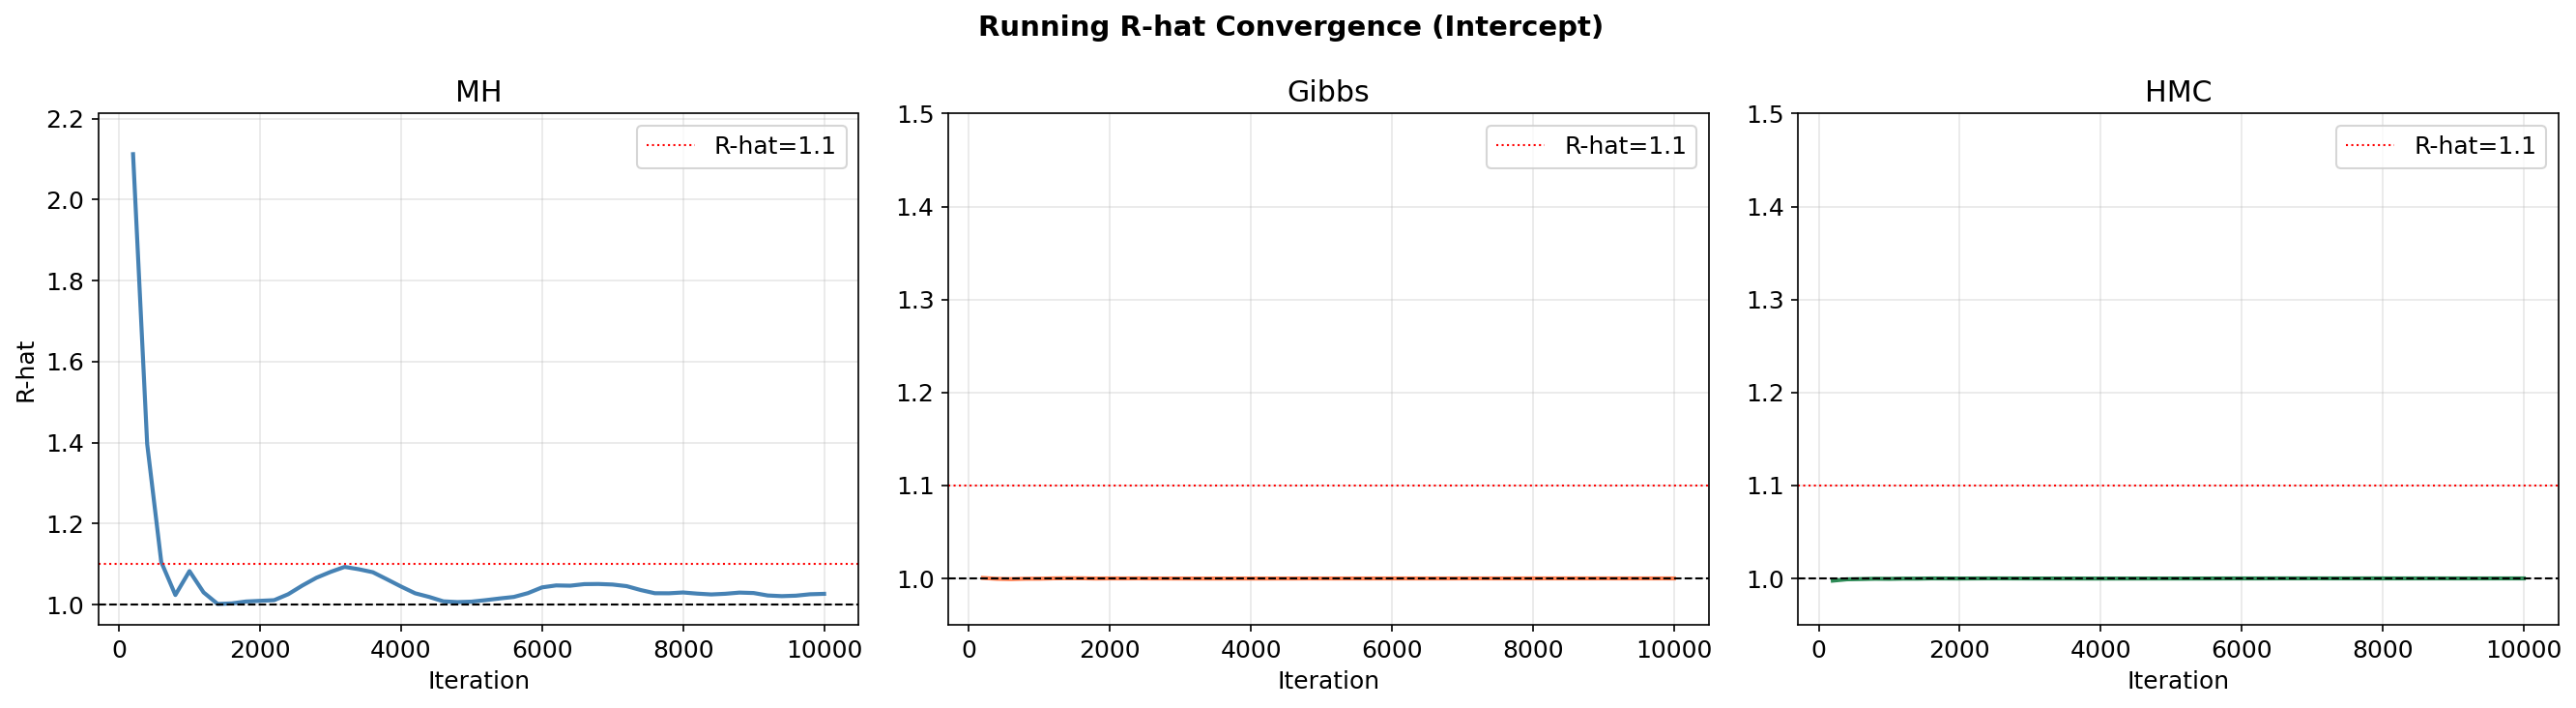 Running R-hat Convergence (Intercept)
MH
R-hat
2.2
2.0
1.8
1.6
1.4
1.2
1.0
R-hat=1.1
0 2000 4000 6000 8000 10000
Iteration
Gibbs
1.5
1.4
1.3
1.2
1.1
1.0
R-hat=1.1
0 2000 4000 6000 8000 10000
Iteration
HMC
1.5
1.4
1.3
1.2
1.1
1.0
R-hat=1.1
0 2000 4000 6000 8000 10000
Iteration